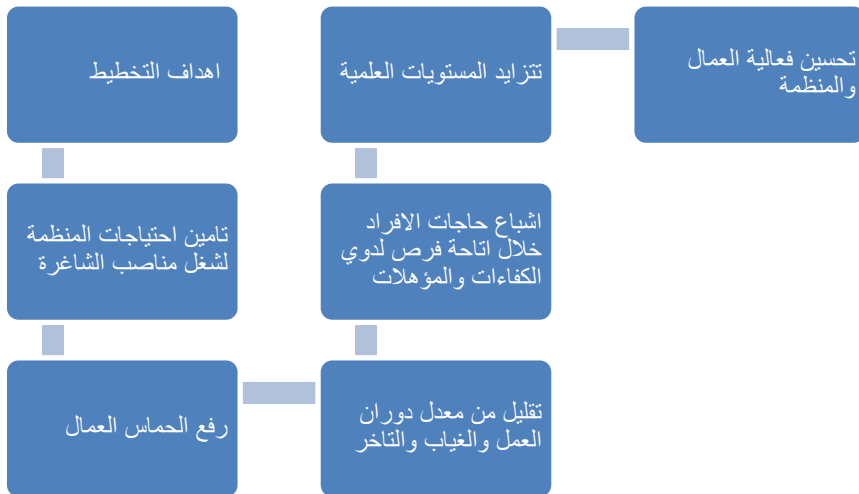 اهداف التخطيط
تامين احتياجات المنظمة
لشغل مناصب الشاغرة
رفع الحماس العمال
تقليل من معدل دوران
العمل والغياب والتاخر
اشباع حاجات الافراد
خلال اتاحة فرص لدوي
الكفاءات والمؤهلات
تتزايد المستويات العلمية
تحسين فعالية العمال
والمنظمة